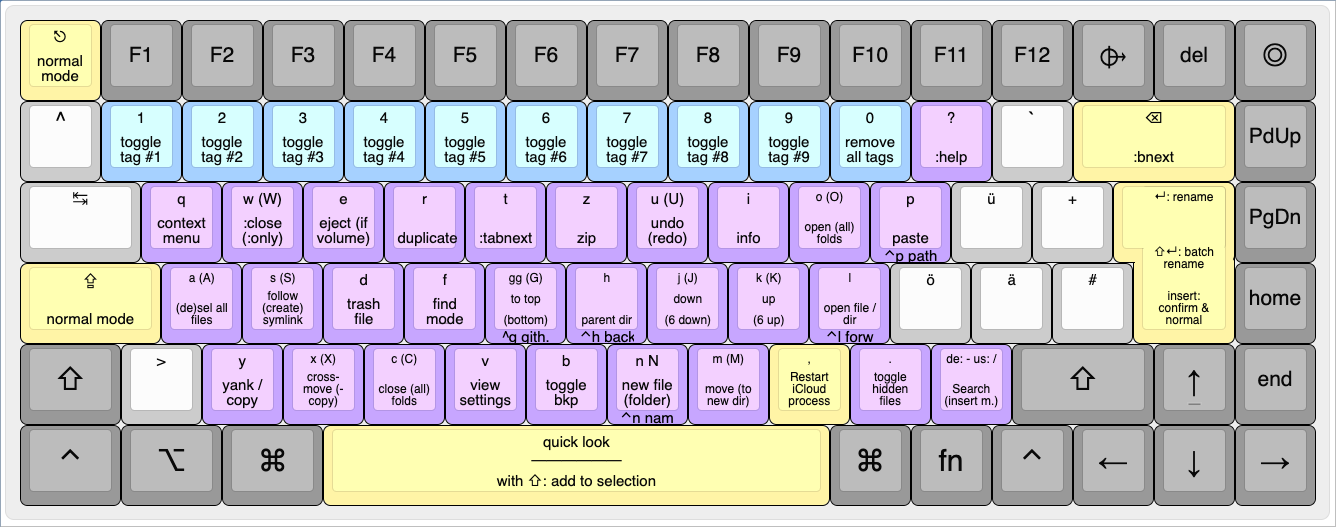 ⎋
normal
mode
F1
F2
F3
F4
F5
F6
F7
F8
F9
F10
F11
F12
⌽
del
◎
^
1
toggle
tag #1
2
toggle
tag #2
3
toggle
tag #3
4
toggle
tag #4
5
toggle
tag #5
6
toggle
tag #6
7
toggle
tag #7
8
toggle
tag #8
9
toggle
tag #9
0
remove
all tags
?
:help
`
⌫
:bnext
PdUp
↹
q
context
menu
w (W)
:close
(:only)
e
eject (if
volume)
r
duplicate
t
:tabnext
z
zip
u (U)
undo
(redo)
i
info
o (O)
open (all)
folds
p
paste
^p path
ü
+
↵: rename
⇧↵: batch
rename
insert:
confirm &
normal
PgDn
⇪
normal mode
a (A)
(de)sel all
files
s (S)
follow
(create)
symlink
d
trash
file
f
find
mode
gg (G)
to top
(bottom)
^g gith.
h
parent dir
^h back
j (J)
down
(6 down)
k (K)
up
(6 up)
l
open file /
dir
^l forw
ö
ä
#
home
⇧
>
y
yank /
copy
x (X)
cross-
move (-
copy)
c (C)
close (all)
folds
v
view
settings
b
toggle
bkp
n N
new file
(folder)
^n nam
m (M)
move (to
new dir)
,
Restart
iCloud
process
.
toggle
hidden
files
de: - us: /
Search
(insert m.)
⇧
↑
end
^
⌥
⌘
quick look
with ⇧: add to selection
⌘
fn
^
←
↓
→